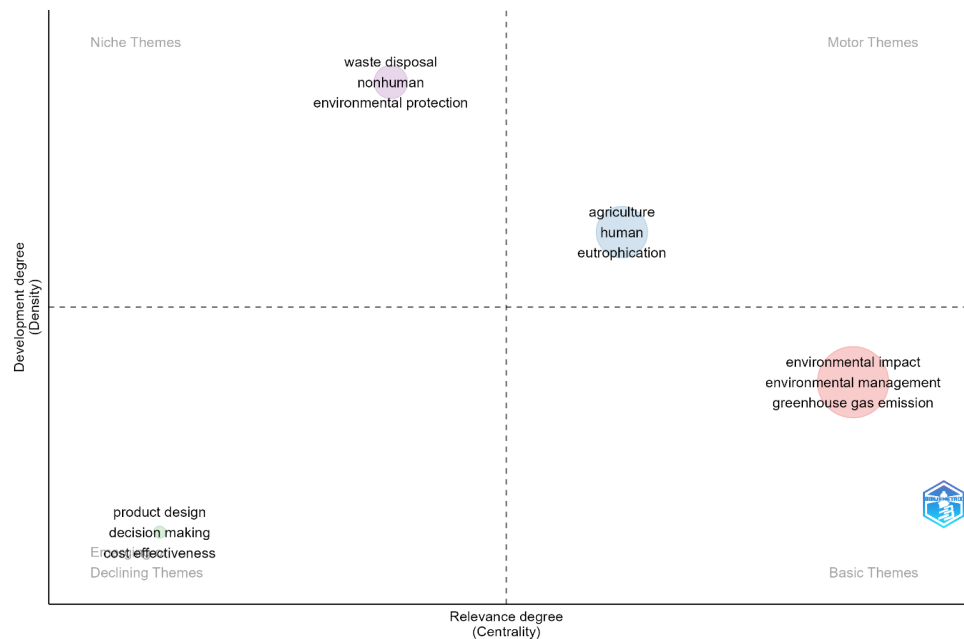 Niche Themes
Motor Themes
waste disposal
nonhuman
environmental protection
agriculture
human
eutrophication
Development degree
(Density)
environmental impact
environmental management
greenhouse gas emission
product design
decision making
cost effectiveness
Declining Themes
Basic Themes
Relevance degree
(Centrality)